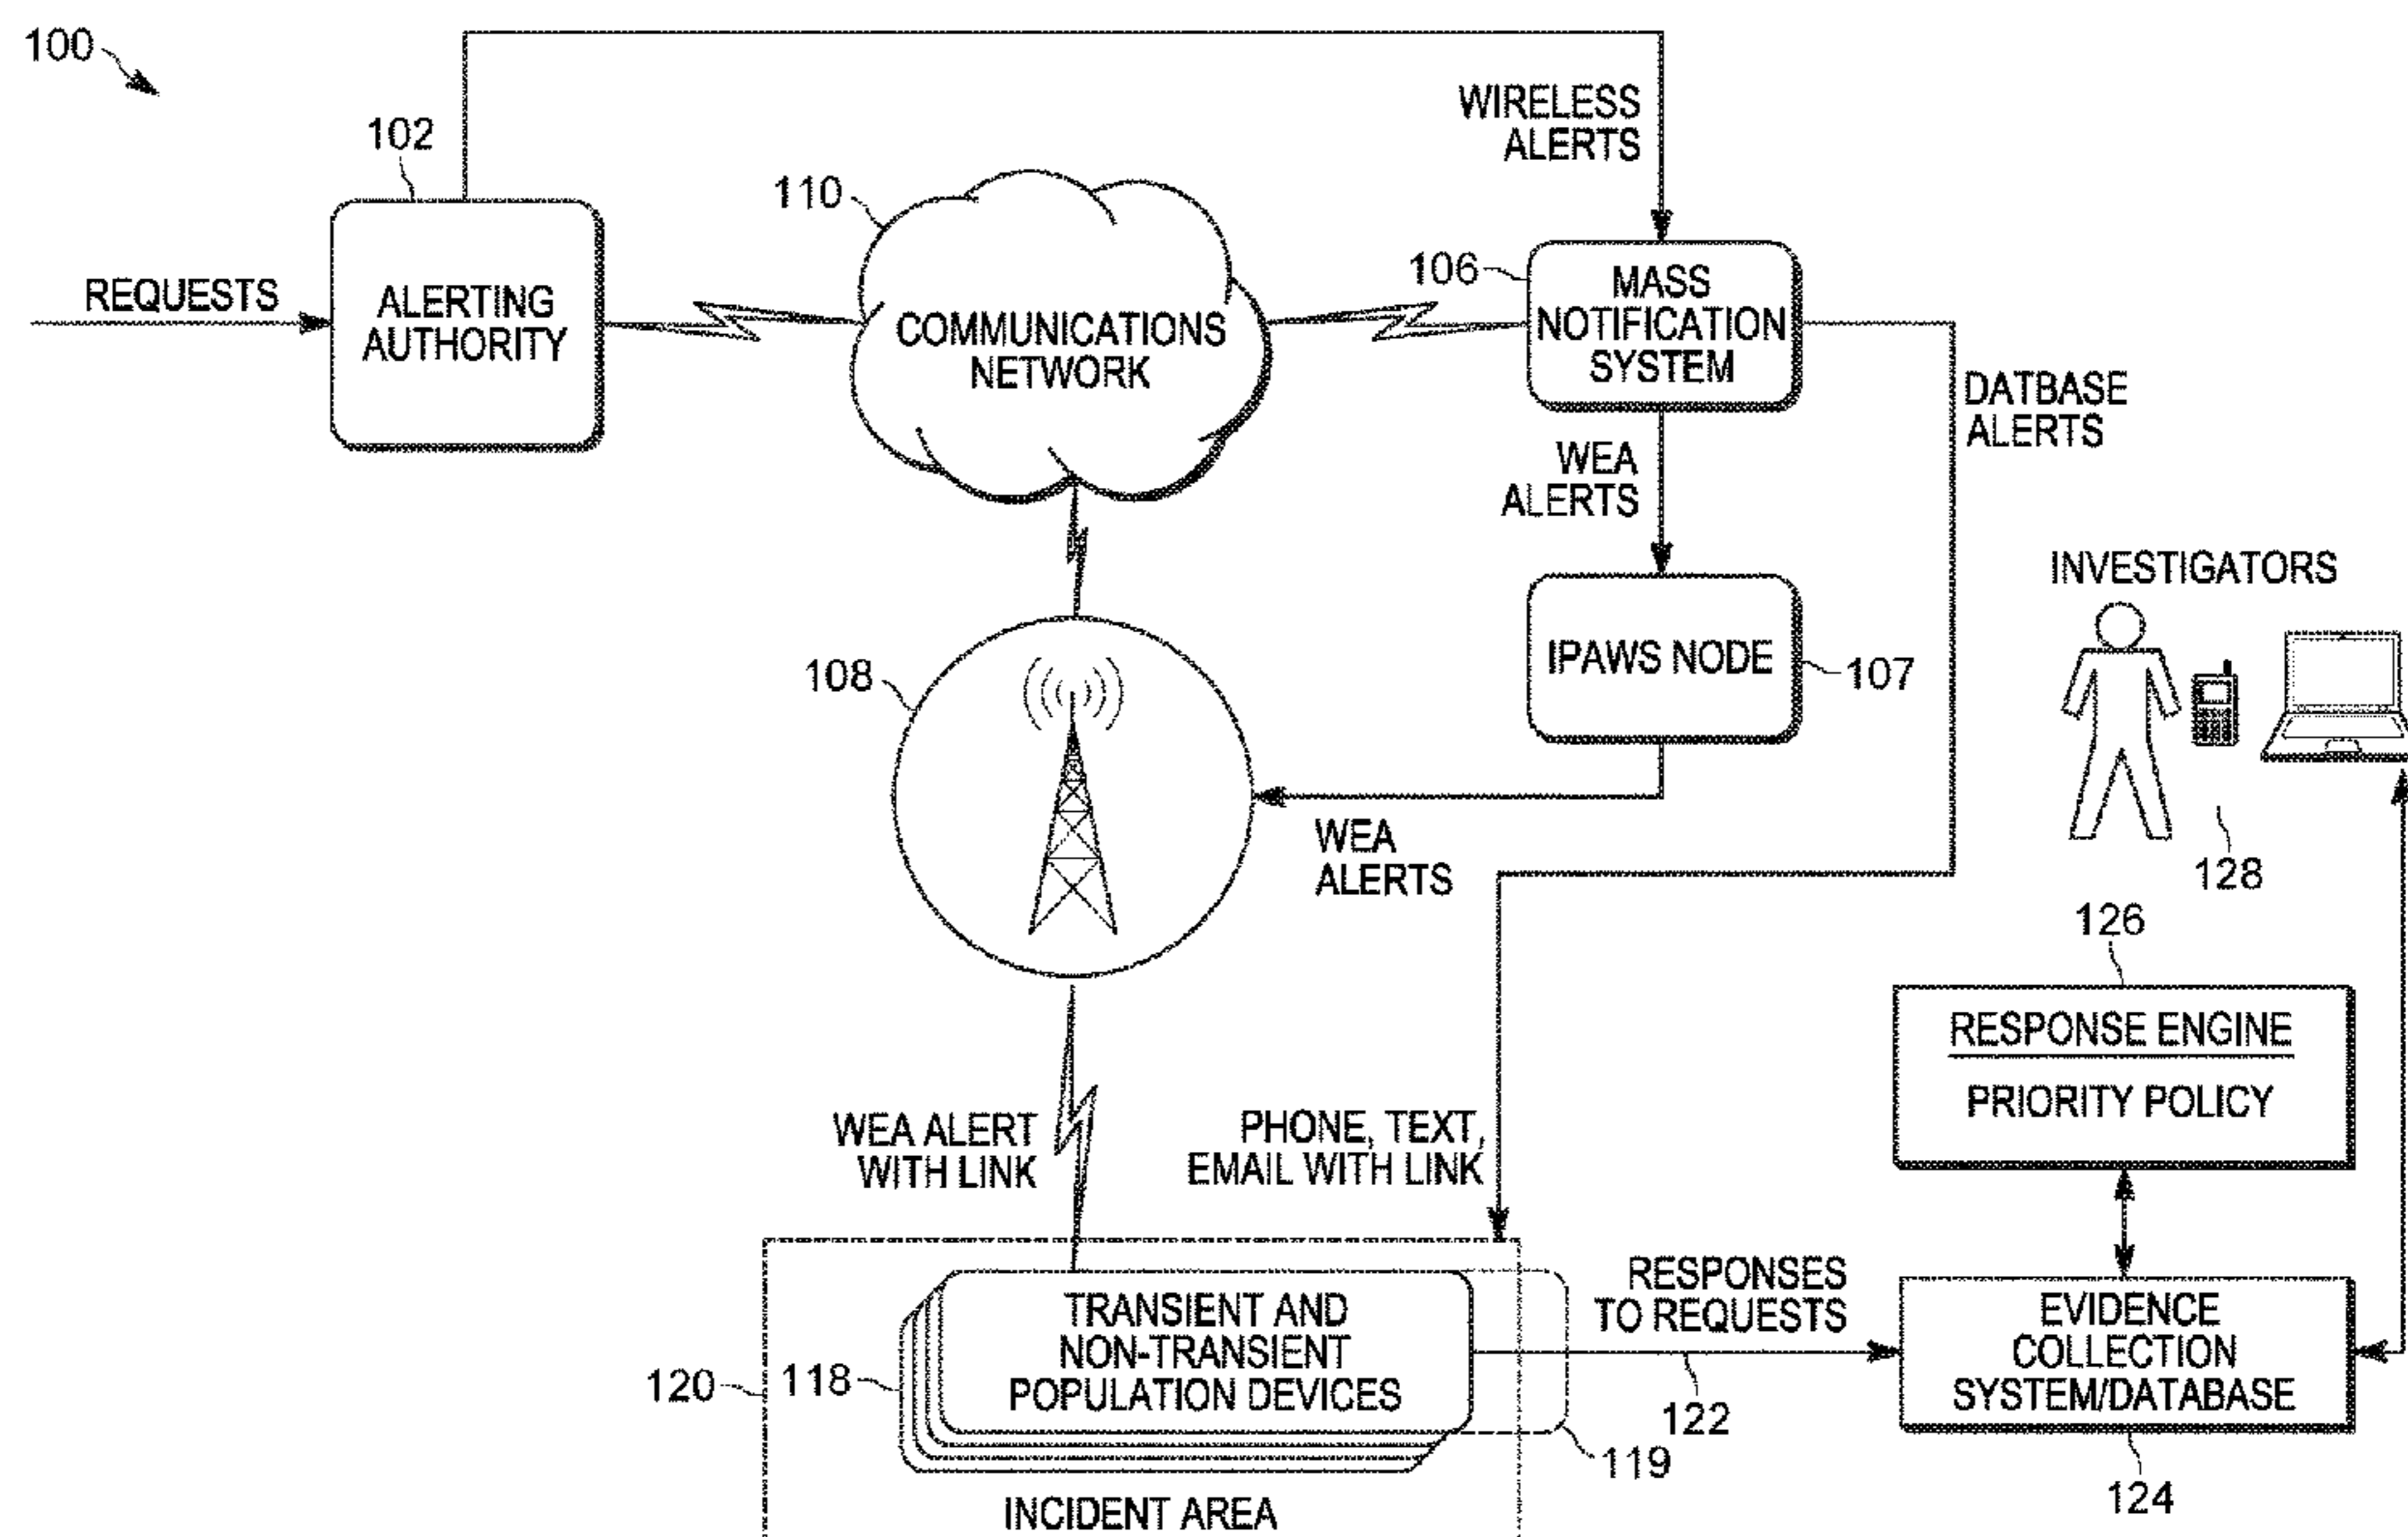 100
WIRELESS
ALERTS
102
110
REQUESTS
ALERTING
AUTHORITY
COMMUNICATIONS
NETWORK
106
MASS
NOTIFICATION
SYSTEM
DATBASE
ALERTS
WEA
ALERTS
INVESTIGATORS
IPAWS NODE
107
108
WEA
ALERTS
128
126
RESPONSE ENGINE
PRIORITY POLICY
WEA ALERT
WITH LINK
PHONE, TEXT,
EMAIL WITH LINK
120
118
TRANSIENT AND
NON-TRANSIENT
POPULATION DEVICES
RESPONSES
TO REQUESTS
122
119
EVIDENCE
COLLECTION
SYSTEM/DATABASE
124
INCIDENT AREA